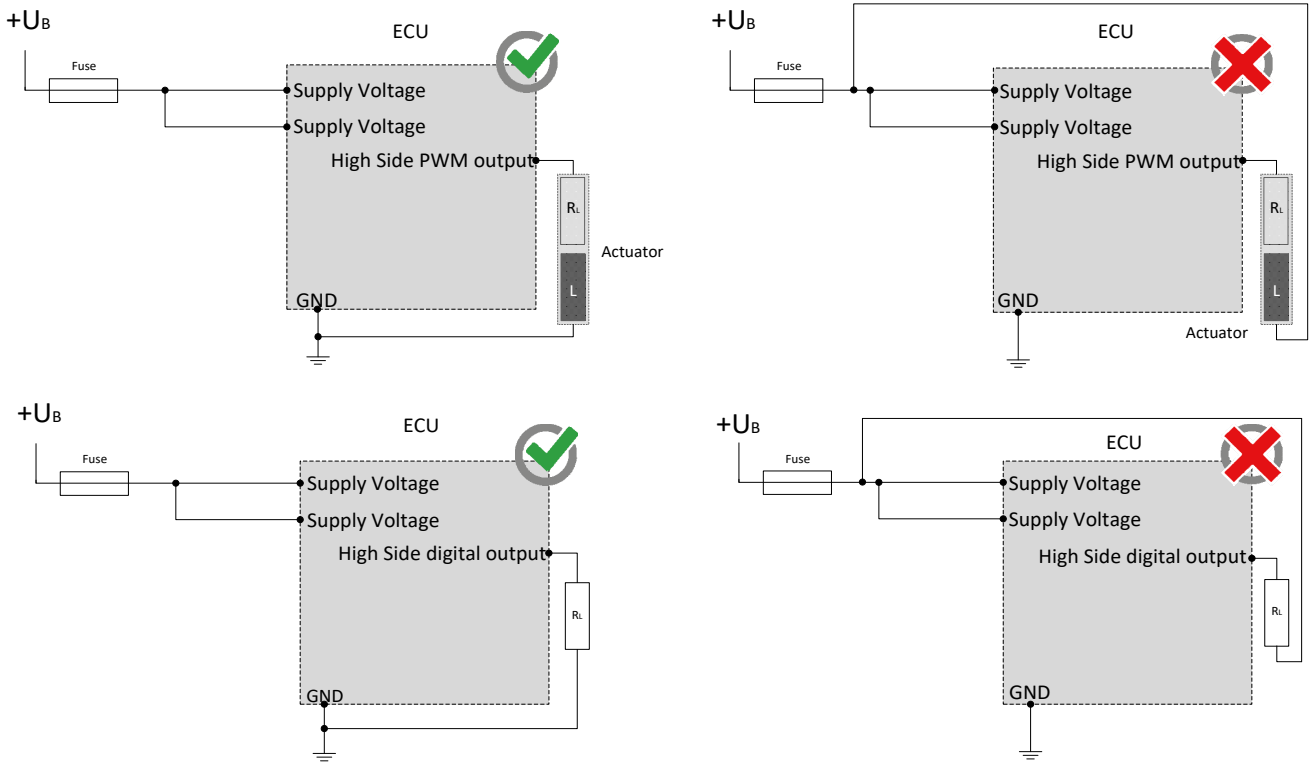 +UB
ECU
Fuse
Supply Voltage
Supply Voltage
High Side PWM output
RL
Actuator
L
GND
+UB
ECU
Fuse
Supply Voltage
Supply Voltage
High Side PWM output
RL
L
GND
Actuator
+UB
ECU
Fuse
Supply Voltage
Supply Voltage
High Side digital output
RL
GND
+UB
ECU
Fuse
Supply Voltage
Supply Voltage
High Side digital output
RL
GND